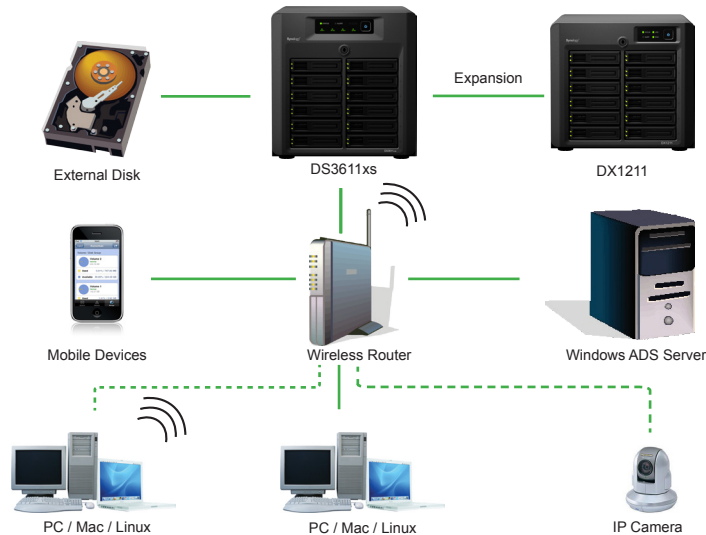 Expansion
External Disk
DS3611xs
DX1211
Mobile Devices
Wireless Router
Windows ADS Server
PC / Mac / Linux
PC / Mac / Linux
IP Camera